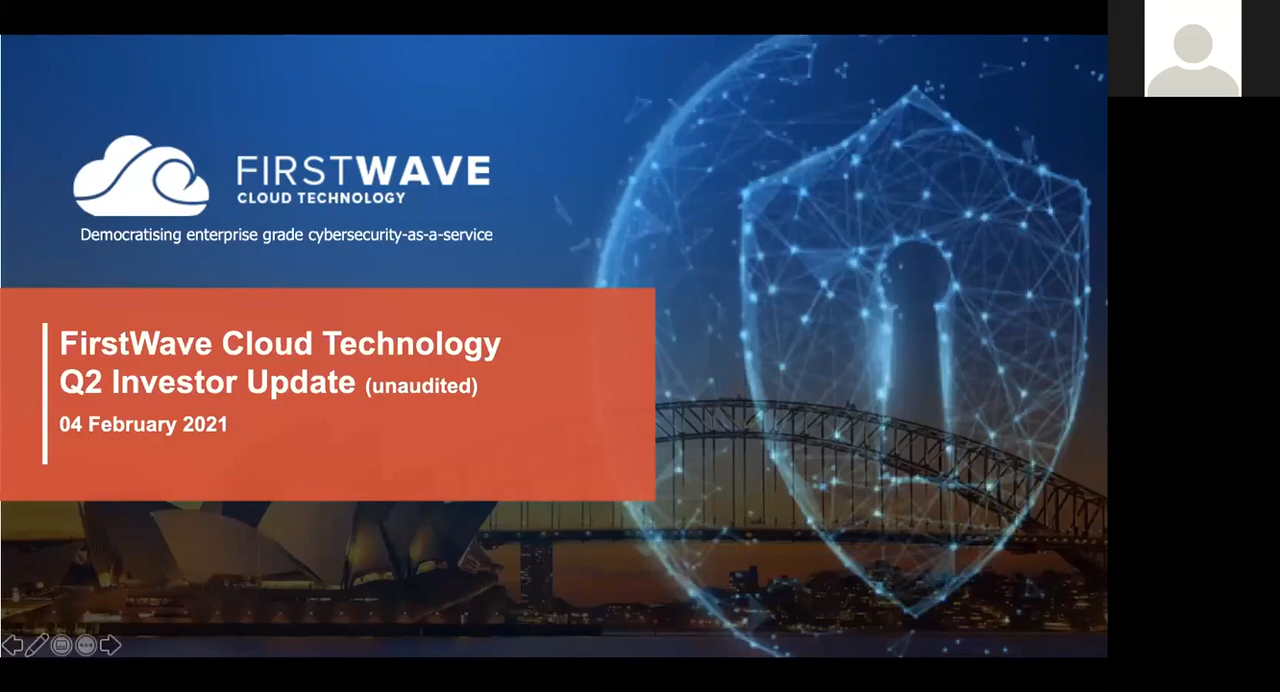 FIRSTWAVE
CLOUD TECHNOLOGY
Democratising enterprise grade cybersecurity-as-a-service
FirstWave Cloud Technology
Q2 Investor Update (unaudited)
04 February 2021